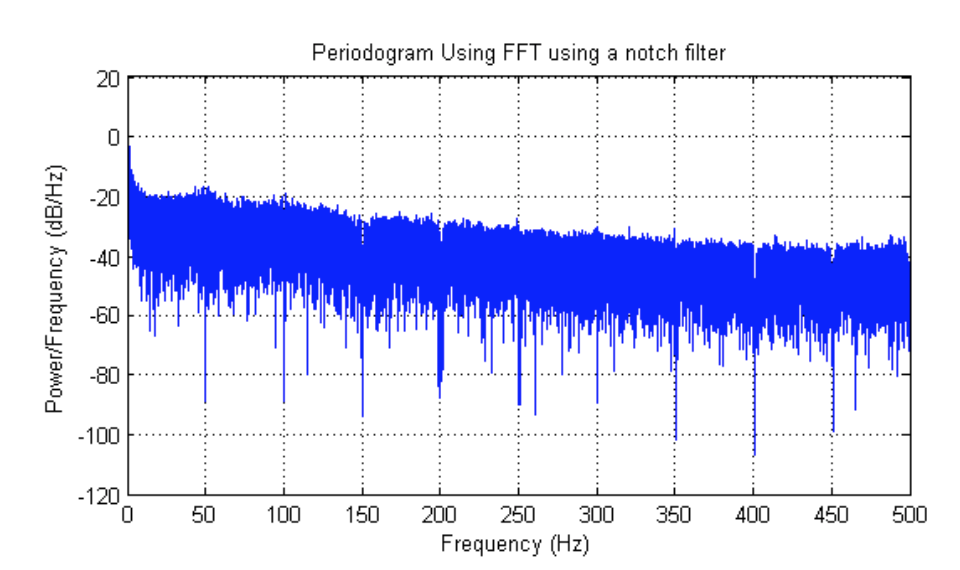 Periodogram Using FFT using a notch filter
20
0
-20
-40
-60
-80
-100
-120
Power/Frequency (dB/Hz)
0 50 100 150 200 250 300 350 400 450 500
Frequency (Hz)